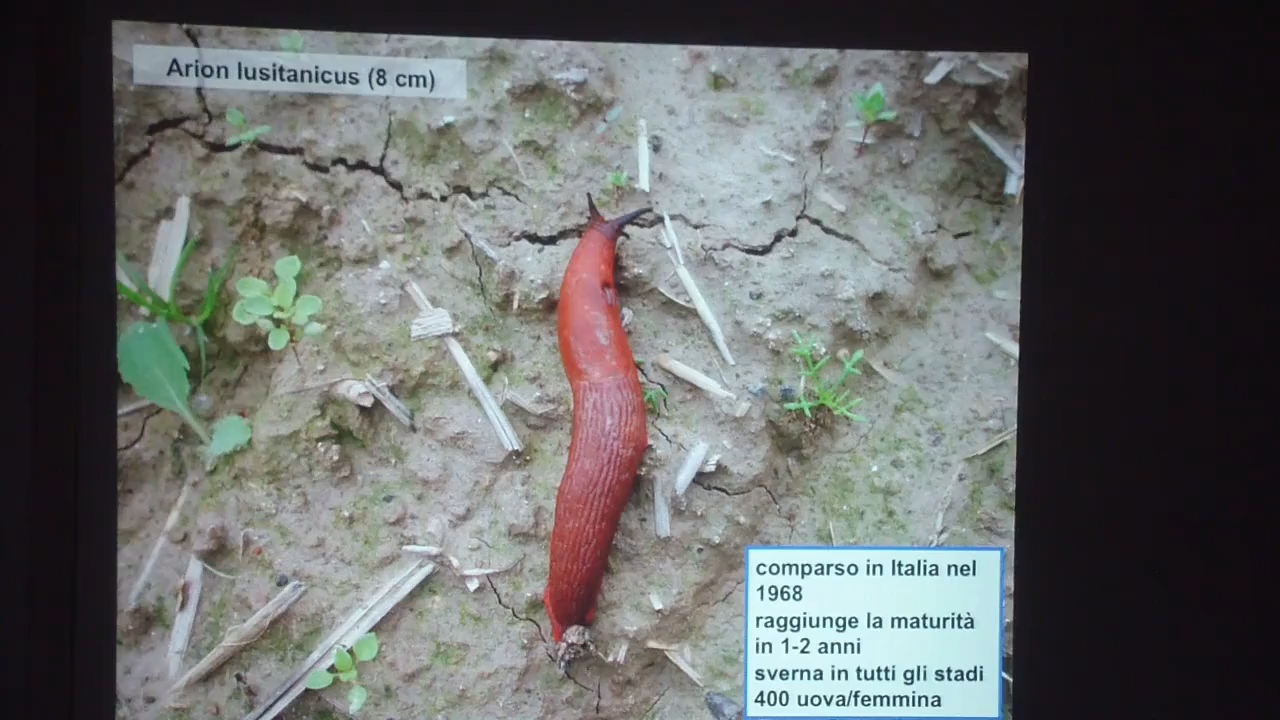 Arion lusitanicus (8 cm)
comparso in Italia nel
1968
raggiunge la maturità
in 1-2 anni
sverna in tutti gli stadi
400 uova/femmina